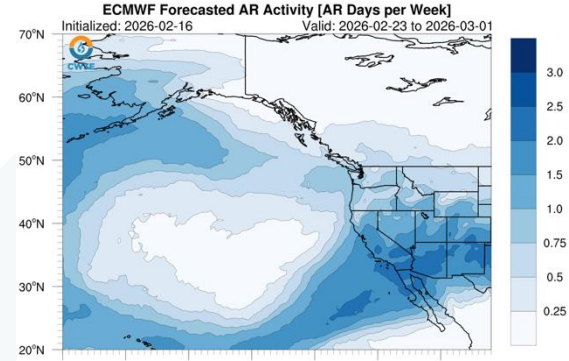 ECMWF Forecasted AR Activity [AR Days per Week]
Initialized: 2026-02-16 Valid: 2026-02-23 to 2026-03-01
70°N
60°N
50°N
40°N
30°N
20°N
CW3E
3.0
2.5
2.0
1.5
1.0
0.75
0.5
0.25